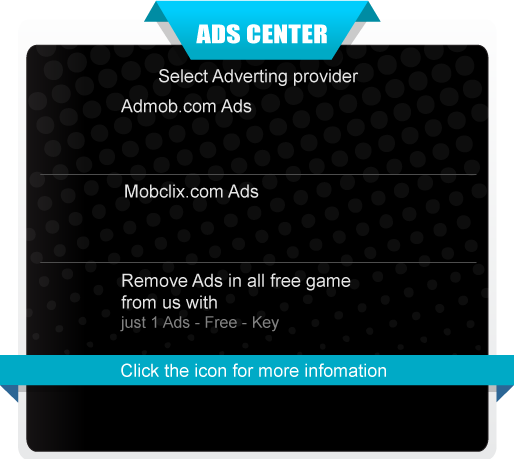 ADS CENTER
Select Adverting provider
Admob.com Ads
Mobclix.com Ads
Remove Ads in all free game
from us with
just 1 Ads - Free - Key
Click the icon for more infomation